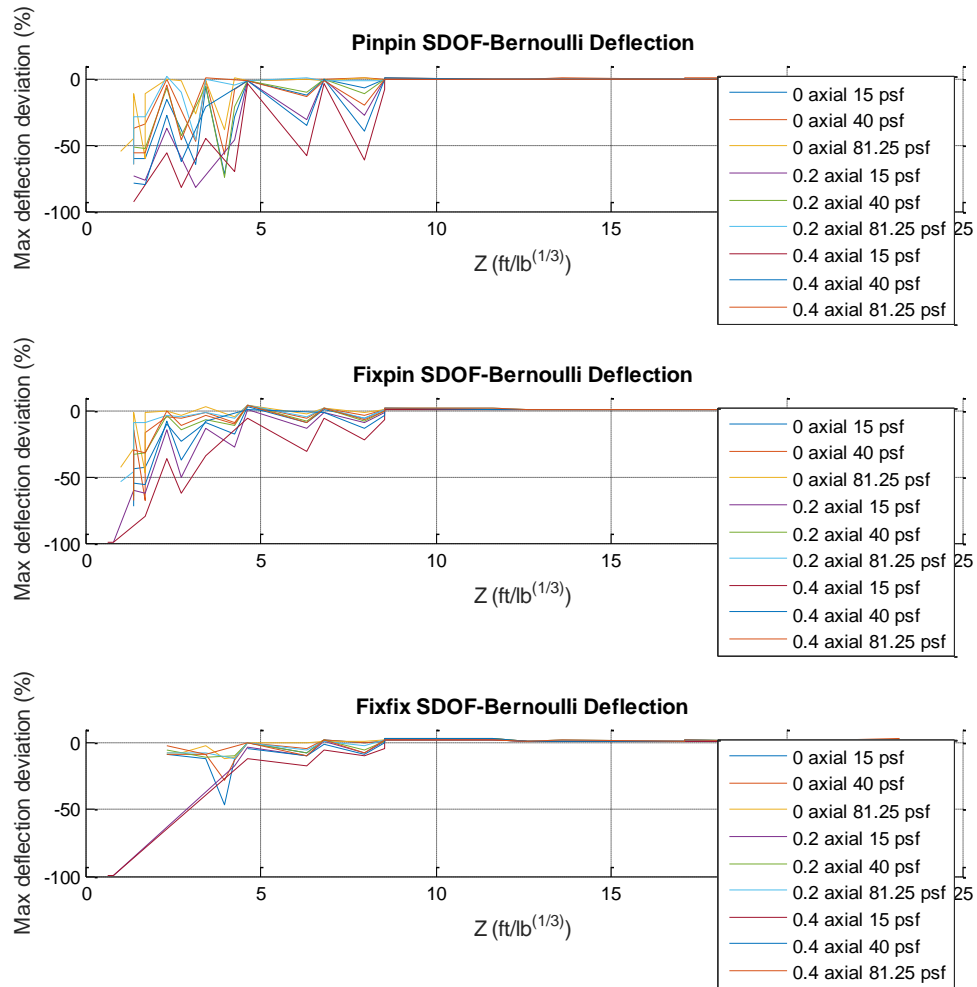 Pinpin SDOF-Bernoulli Deflection
Max deflection deviation (%)
0
-50
-100
0
5
10
15
25
Z (ft/lb(1/3))
0 axial 15 psf
0 axial 40 psf
0 axial 81.25 psf
0.2 axial 15 psf
0.2 axial 40 psf
0.2 axial 81.25 psf
0.4 axial 15 psf
0.4 axial 40 psf
0.4 axial 81.25 psf
Fixpin SDOF-Bernoulli Deflection
Max deflection deviation (%)
0
-50
-100
0
5
10
15
25
Z (ft/lb(1/3))
0 axial 15 psf
0 axial 40 psf
0 axial 81.25 psf
0.2 axial 15 psf
0.2 axial 40 psf
0.2 axial 81.25 psf
0.4 axial 15 psf
0.4 axial 40 psf
0.4 axial 81.25 psf
Fixfix SDOF-Bernoulli Deflection
Max deflection deviation (%)
0
-50
-100
0
5
10
15
25
Z (ft/lb(1/3))
0 axial 15 psf
0 axial 40 psf
0 axial 81.25 psf
0.2 axial 15 psf
0.2 axial 40 psf
0.2 axial 81.25 psf
0.4 axial 15 psf
0.4 axial 40 psf
0.4 axial 81.25 psf